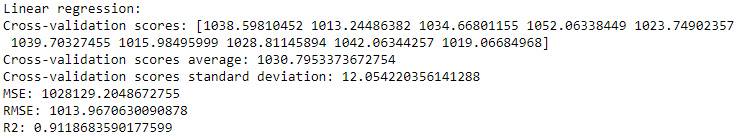 Linear regression:
Cross-validation scores: [1038.59810452 1013.24486382 1034.66801155 1052.06338449 1023.74902357
 1039.70327455 1015.98495999 1028.81145894 1042.06344257 1019.06684968]
Cross-validation scores average: 1030.7953373672754
Cross-validation scores standard deviation: 12.054220356141288
MSE: 1028129.2048672755
RMSE: 1013.9670630090878
R2: 0.9118683590177599